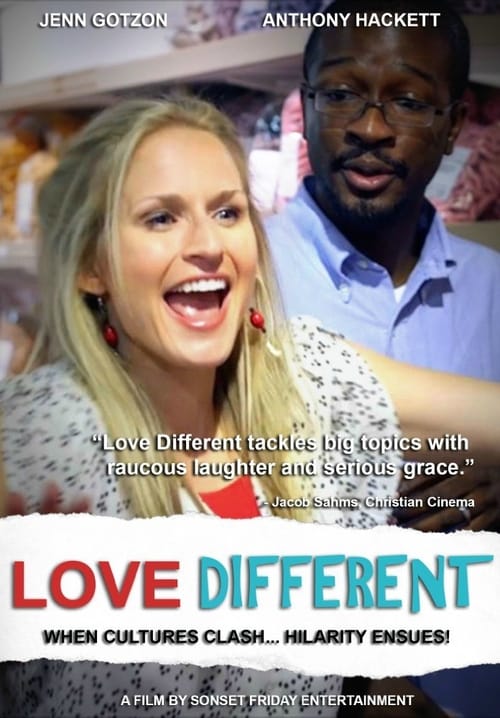 JENN GOTZON ANTHONY HACKETT
“Love Different tackles big topics with
raucous laughter and serious grace.”
- Jacob Sahms, Christian Cinema
LOVE DIFFERENT
WHEN CULTURES CLASH... HILARITY ENSUES!
A FILM BY SONSET FRIDAY ENTERTAINMENT